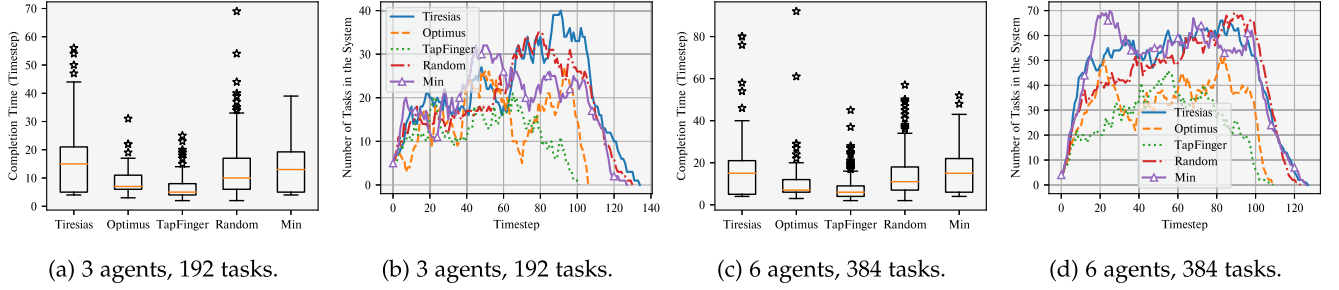 Completion Time (Timestep)
70
60
50
40
30
20
10
0
Tiresias Optimus TapFinger Random Min
(a) 3 agents, 192 tasks.
Number of Tasks in the System
40
30
20
10
0
Tiresias
Optimus
TapFinger
Random
Min
0 20 40 60 80 100 120 140
Timestep
(b) 3 agents, 192 tasks.
Completion Time (Timestep)
80
60
40
20
0
Tiresias Optimus TapFinger Random Min
(c) 6 agents, 384 tasks.
Number of Tasks in the System
70
60
50
40
30
20
10
0
Tiresias
Optimus
TapFinger
Random
Min
0 20 40 60 80 100 120
Timestep
(d) 6 agents, 384 tasks.